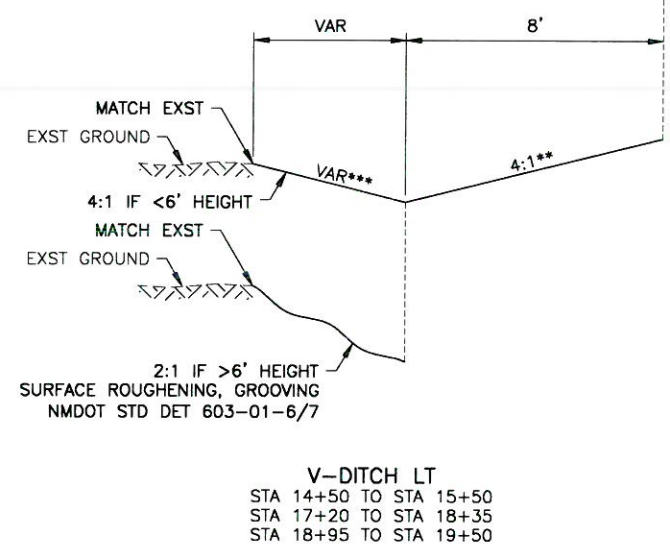 VAR
8'
MATCH EXST
EXST GROUND
VAR***
4:1**
4:1 IF <6' HEIGHT
MATCH EXST
EXST GROUND
2:1 IF >6' HEIGHT
SURFACE ROUGHENING, GROOVING
NMDOT STD DET 603-01-6/7
V-DITCH LT
STA 14+50 TO STA 15+50
STA 17+20 TO STA 18+35
STA 18+95 TO STA 19+50